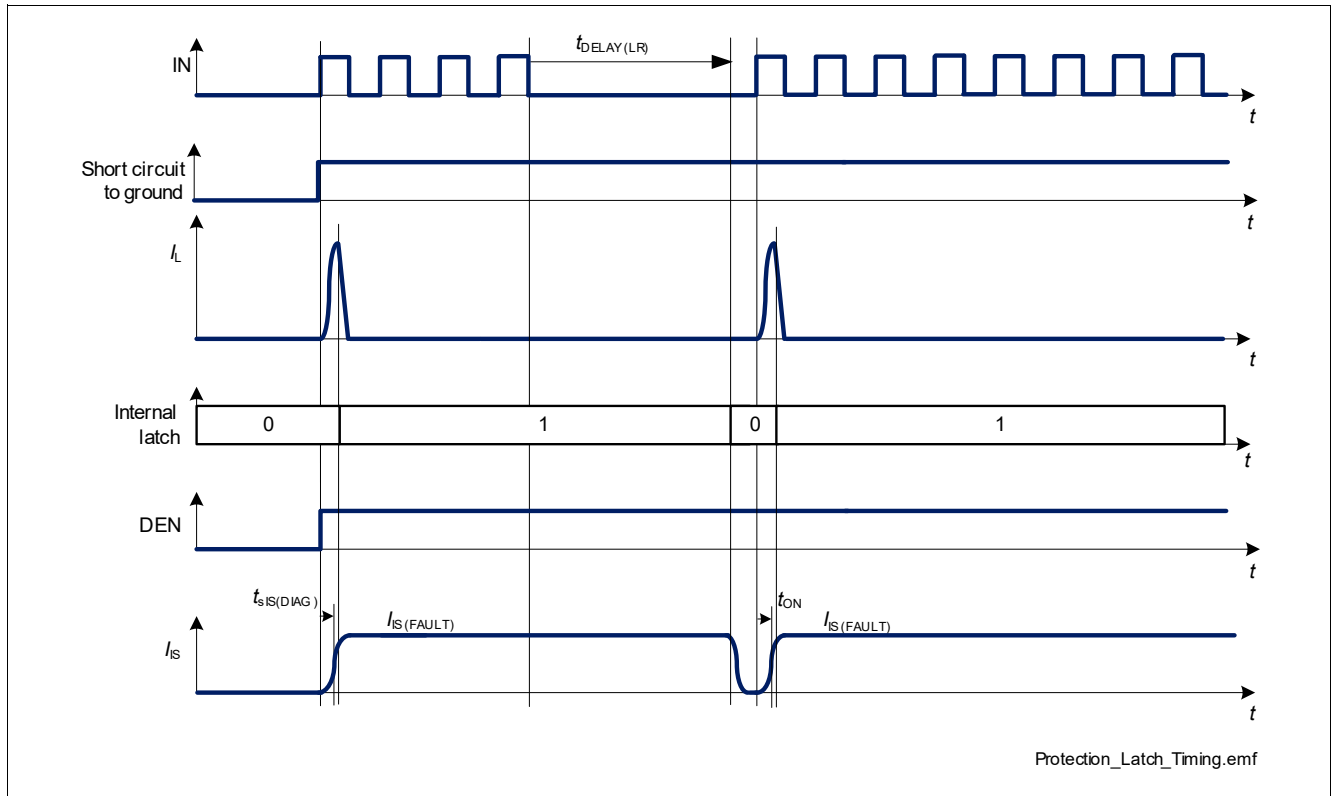 tDELAY(LR)
IN
t
Short circuit
to ground
t
IL
t
Internal
latch
0
1
0
1
t
DEN
t
tsIS(DIAG)
IIS(FAULT)
tON
IIS(FAULT)
IIS
t
Protection_Latch_Timing.emf